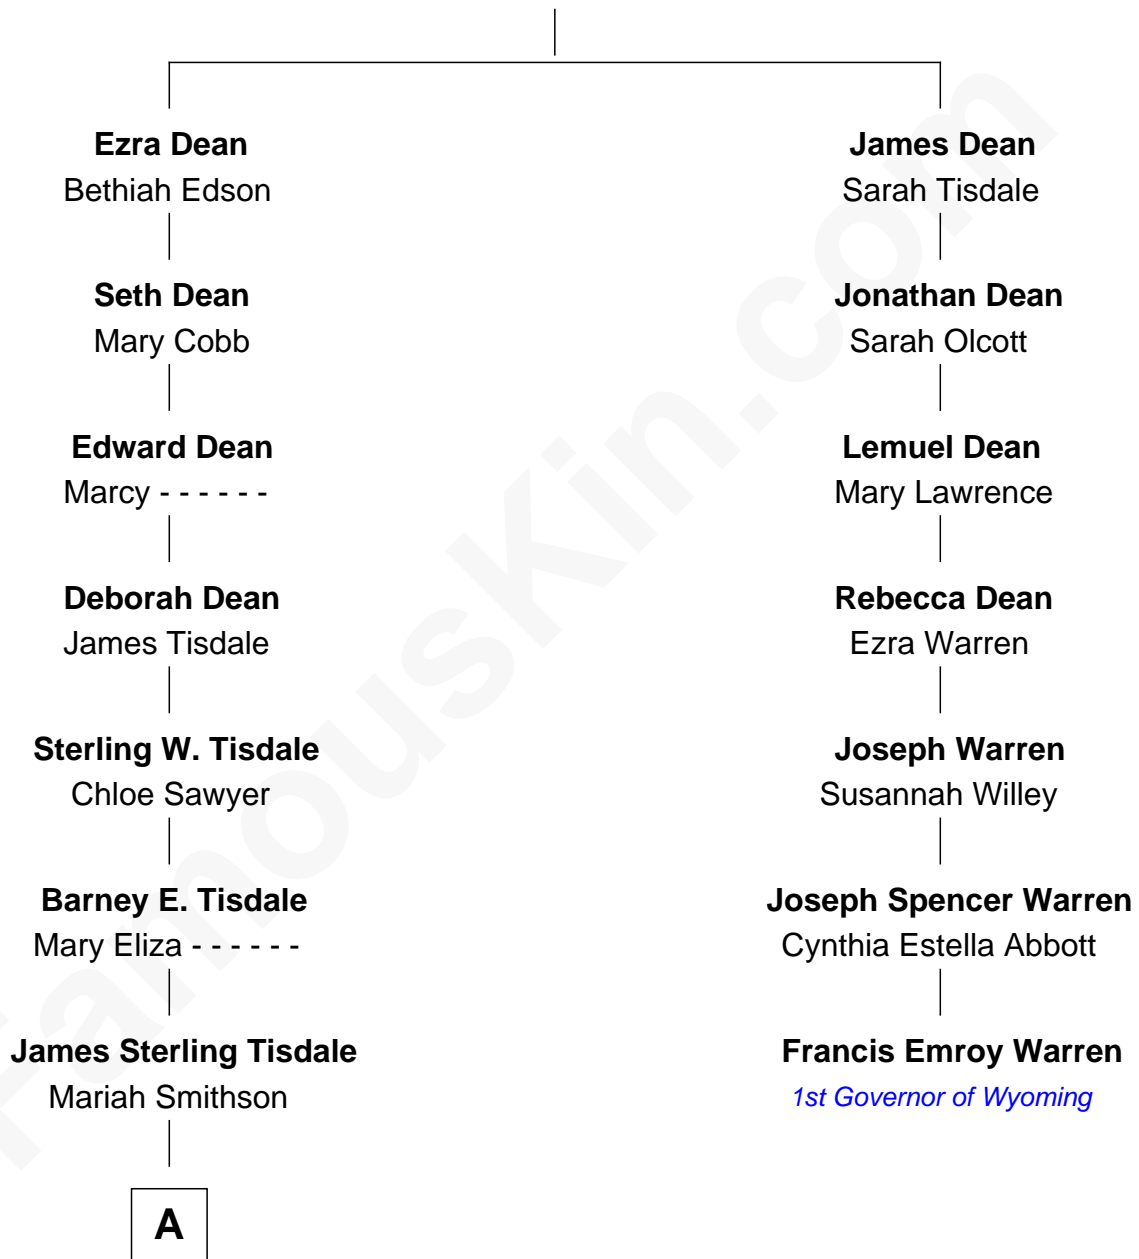 Ezra Dean
Bethiah Edson
Seth Dean
Mary Cobb
Edward Dean
Marcy - - - - - -
Deborah Dean
James Tisdale
Sterling W. Tisdale
Chloe Sawyer
Barney E. Tisdale
Mary Eliza - - - - - -
James Sterling Tisdale
Mariah Smithson
A
James Dean
Sarah Tisdale
Jonathan Dean
Sarah Olcott
Lemuel Dean
Mary Lawrence
Rebecca Dean
Ezra Warren
Joseph Warren
Susannah Willey
Joseph Spencer Warren
Cynthia Estella Abbott
Francis Emroy Warren
1st Governor of Wyoming
FamousKin.com